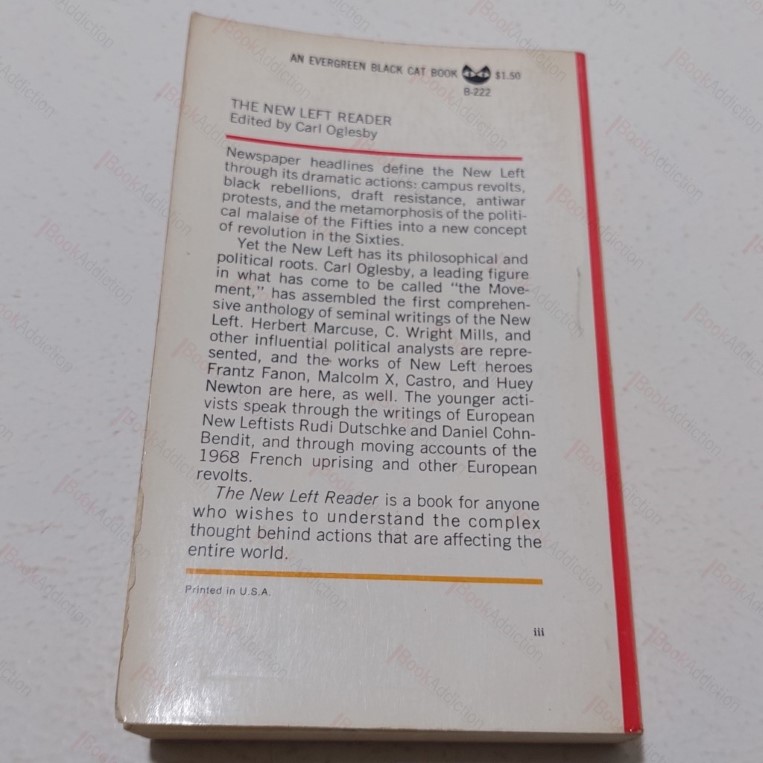 AN EVERGREEN BLACK CAT BOOK $1.50
B-222
THE NEW LEFT READER
Edited by Carl Oglesby
Newspaper headlines define the New Left
through its dramatic actions: campus revolts,
black rebellions, draft resistance, antiwar
protests, and the metamorphosis of the politi-
cal malaise of the Fifties into a new concept
of revolution in the Sixties.
Yet the New Left has its philosophical and
political roots. Carl Oglesby, a leading figure
in what has come to be called "the Move-
ment," has assembled the first comprehen-
sive anthology of seminal writings of the New
Left. Herbert Marcuse, C. Wright Mills, and
other influential political analysts are repre-
sented, and the works of New Left heroes
Frantz Fanon, Malcolm X, Castro, and Huey
Newton are here, as well. The younger acti-
vists speak through the writings of European
New Leftists Rudi Dutschke and Daniel Cohn-
Bendit, and through moving accounts of the
1968 French uprising and other European
revolts.
The New Left Reader is a book for anyone
who wishes to understand the complex
thought behind actions that are affecting the
entire world.
Printed in U.S.A.
iii
BookAddiction